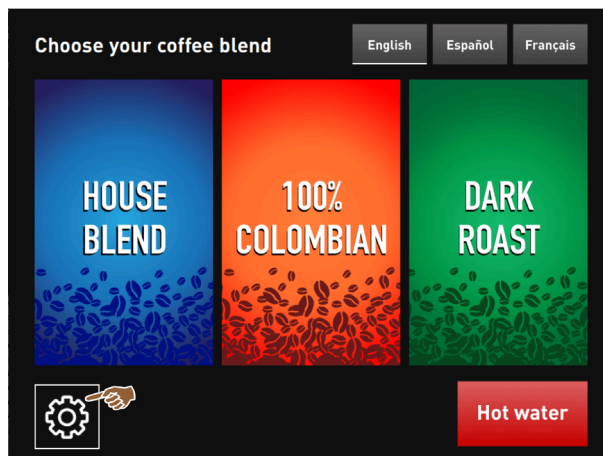 Choose your coffee blend
English
Español
Français
HOUSE
BLEND
100%
COLOMBIAN
DARK
ROAST
Hot water